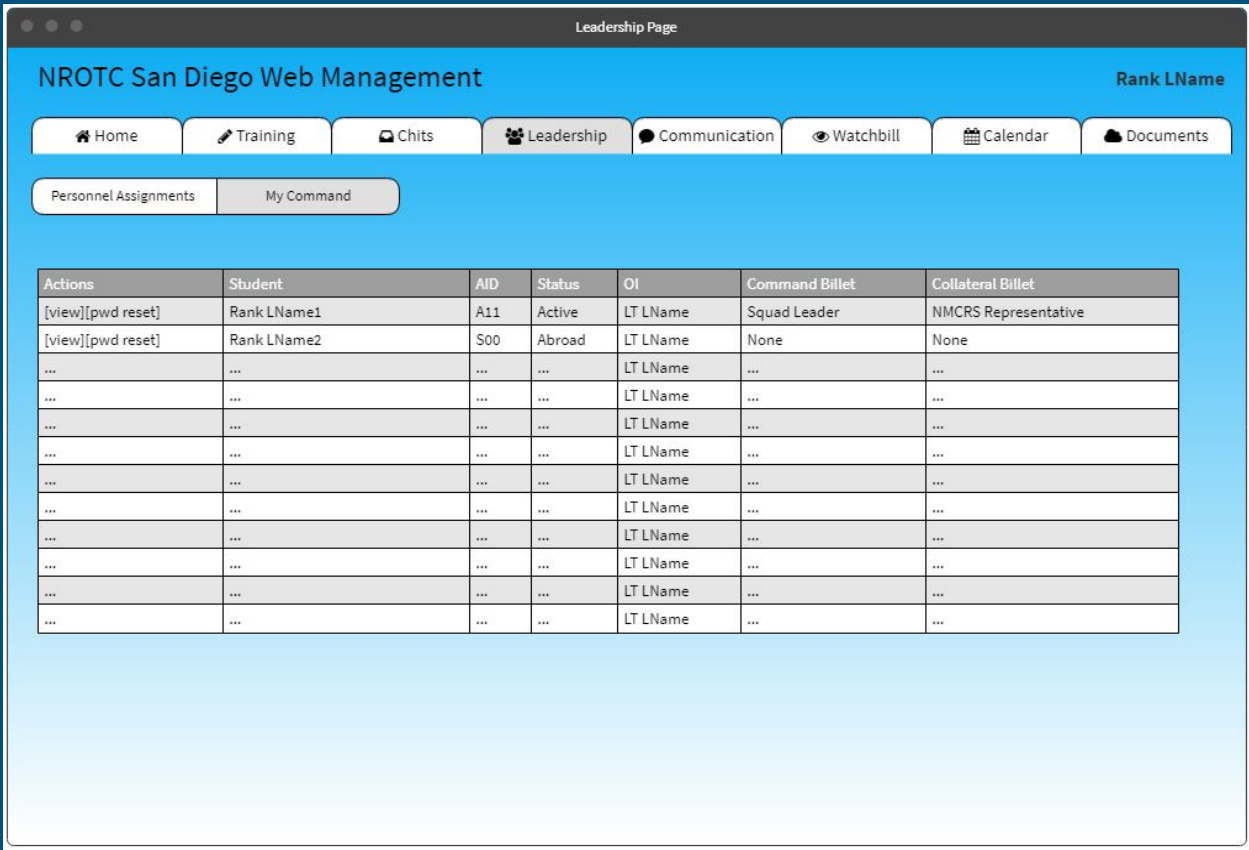 Leadership Page
NROTC San Diego Web Management
Rank LName
Home Training Chits Leadership Communication Watchbill Calendar Documents
Personnel Assignments My Command
Actions Student AID Status OI Command Billet Collateral Billet
[view][pwd reset] Rank LName1 A11 Active LT LName Squad Leader NMCRS Representative
[view][pwd reset] Rank LName2 S00 Abroad LT LName None None
... ... ... ... LT LName ... ...
... ... ... ... LT LName ... ...
... ... ... ... LT LName ... ...
... ... ... ... LT LName ... ...
... ... ... ... LT LName ... ...
... ... ... ... LT LName ... ...
... ... ... ... LT LName ... ...
... ... ... ... LT LName ... ...
... ... ... ... LT LName ... ...
... ... ... ... LT LName ... ...